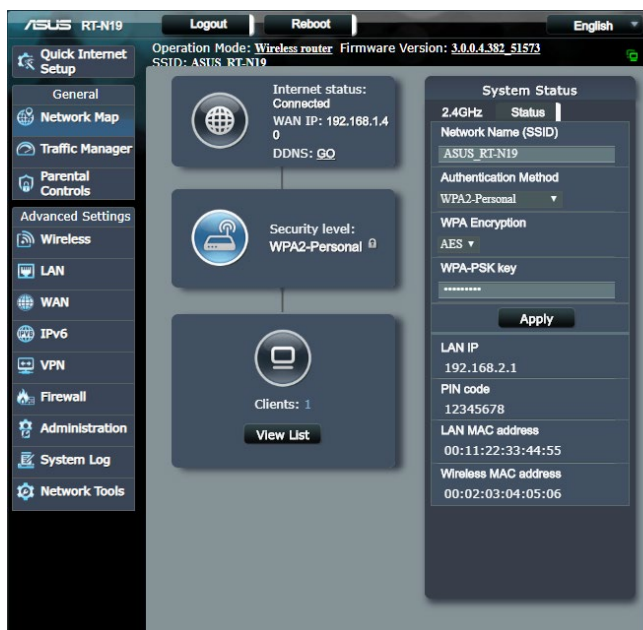 ASUS RT-N19
Logout
Reboot
English
Quick Internet
Setup
Operation Mode: Wireless router Firmware Version: 3.0.0.4.382_51573
SSID: ASUS_RT-N19
General
Network Map
Traffic Manager
Parental
Controls
Advanced Settings
Wireless
LAN
WAN
IPv6
VPN
Firewall
Administration
System Log
Network Tools
Internet status:
Connected
WAN IP: 192.168.1.4
0
DDNS: GO
Security level:
WPA2-Personal
Clients: 1
View List
System Status
2.4GHz Status
Network Name (SSID)
ASUS_RT-N19
Authentication Method
WPA2-Personal
WPA Encryption
AES
WPA-PSK key
Apply
LAN IP
192.168.2.1
PIN code
12345678
LAN MAC address
00:11:22:33:44:55
Wireless MAC address
00:02:03:04:05:06